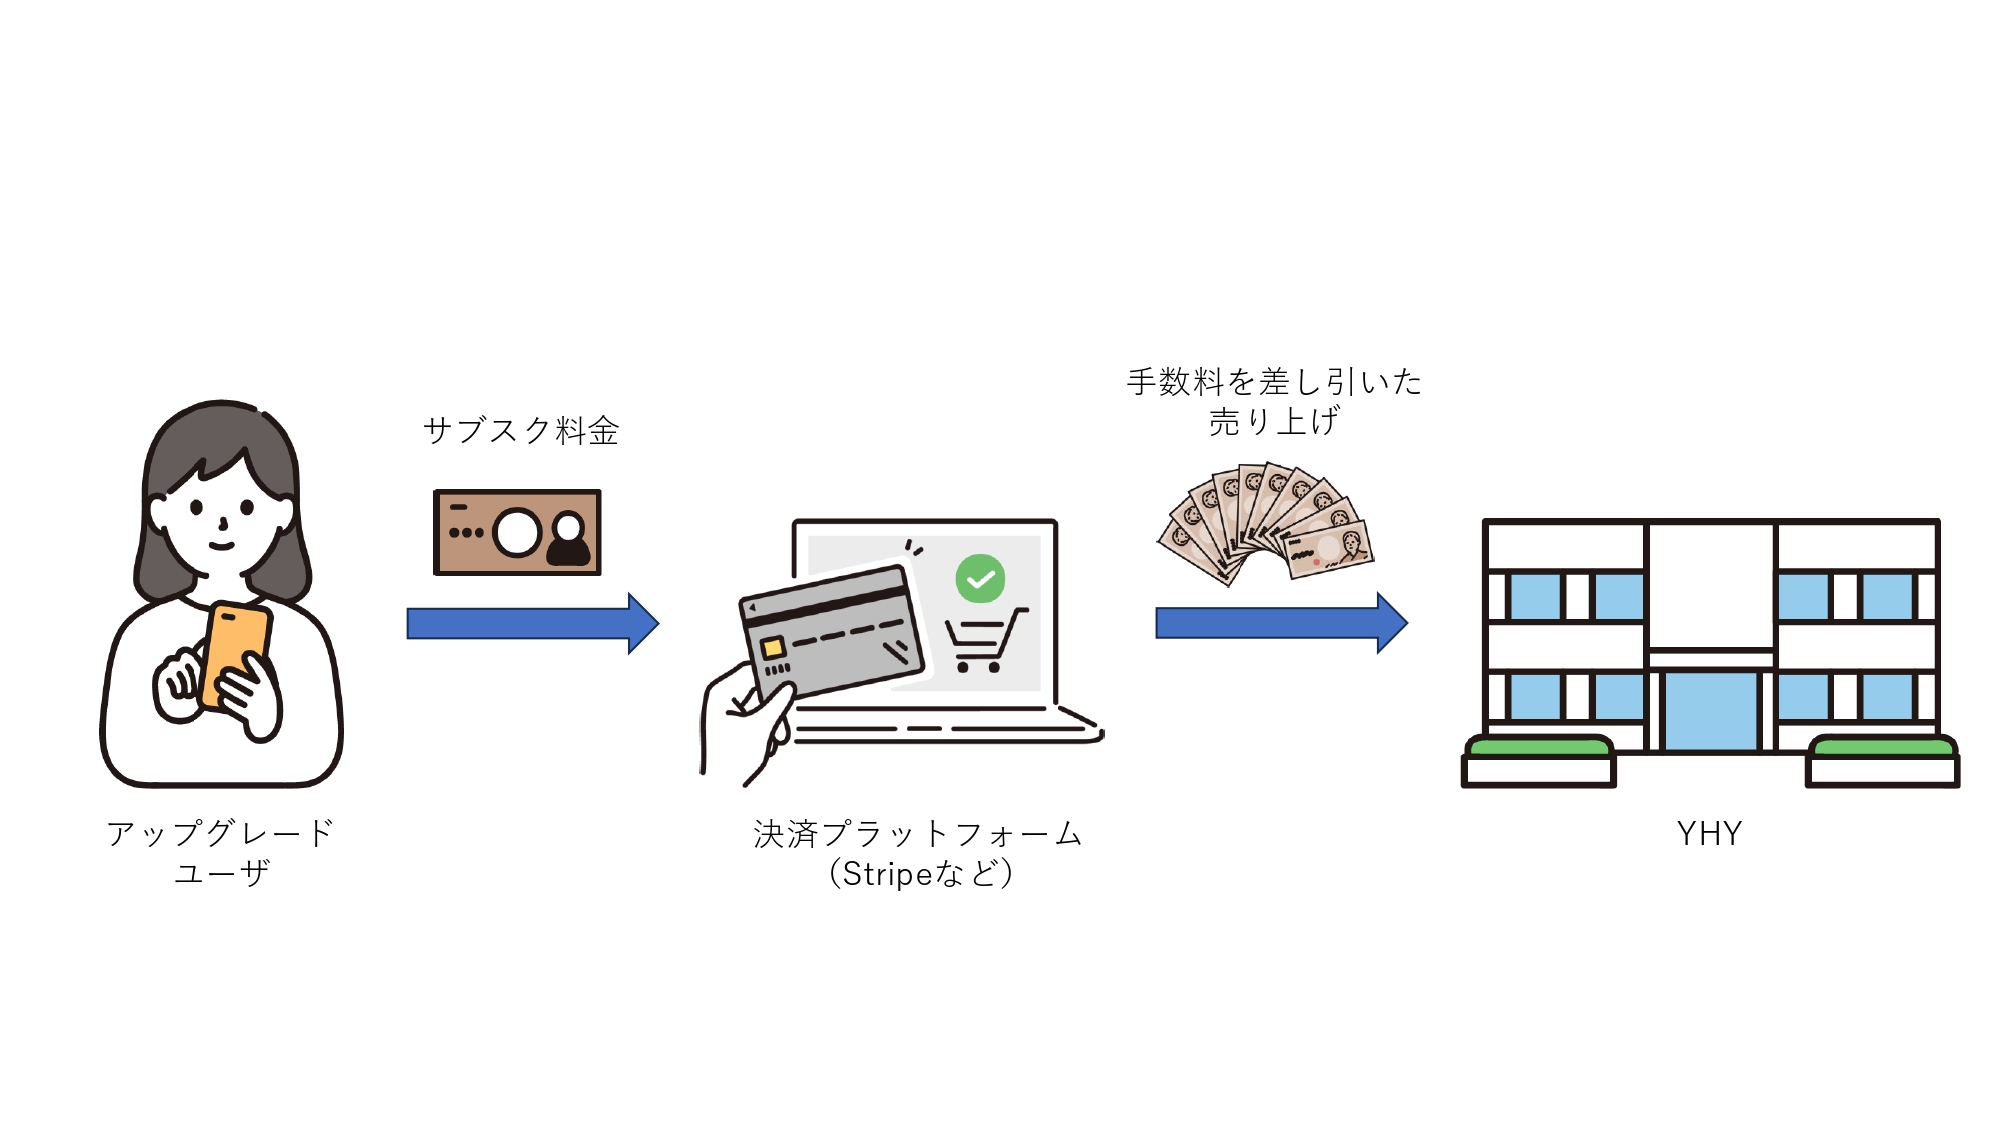 手数料を差し引いた
売り上げ
サブスク料金
アップグレード
ユーザ
決済プラットフォーム
（Stripeなど）
YHY